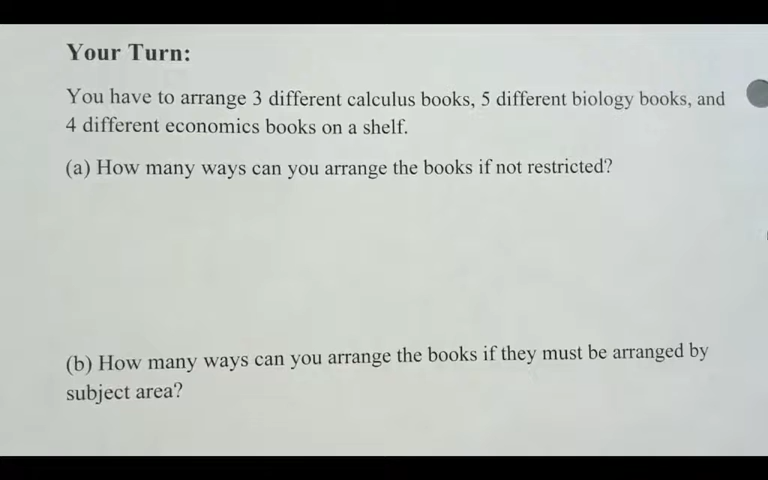 Your Turn:
You have to arrange 3 different calculus books, 5 different biology books, and
4 different economics books on a shelf.
(a) How many ways can you arrange the books if not restricted?
(b) How many ways can you arrange the books if they must be arranged by
subject area?